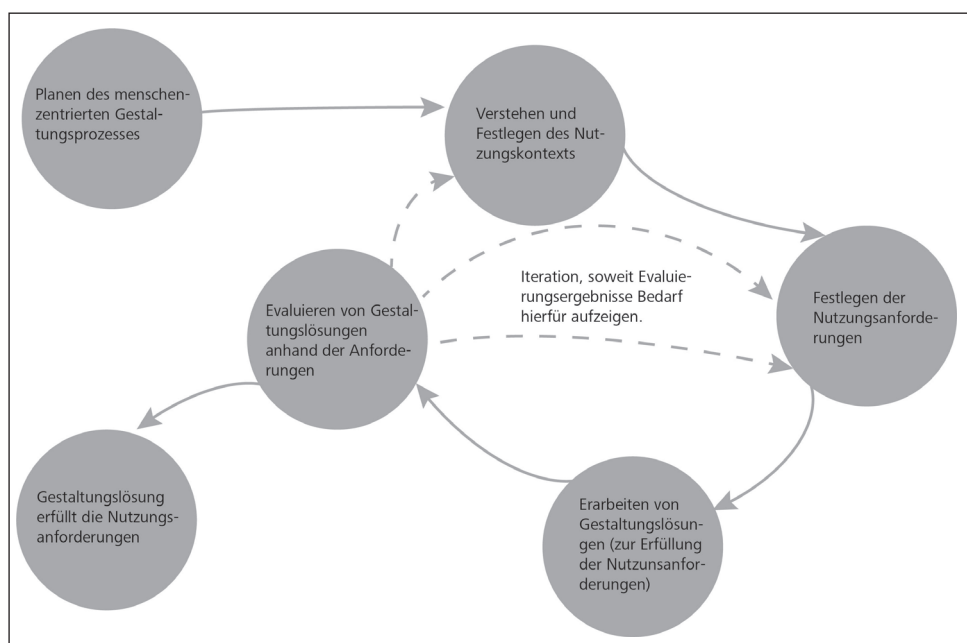 Planen des menschen-
zentrierten Gestal-
tungsprozesses
Verstehen und
Festlegen des Nut-
zungskontexts
Iteration, soweit Evaluie-
rungsergebnisse Bedarf
hierfür aufzeigen.
Festlegen der
Nutzungsanforde-
rungen
Evaluieren von Gestal-
tungslösungen
anhand der Anforde-
rungen
Gestaltungslösung
erfüllt die Nutzungs-
anforderungen
Erarbeiten von
Gestaltungslösun-
gen (zur Erfüllung
der Nutzunsanfor-
derungen)